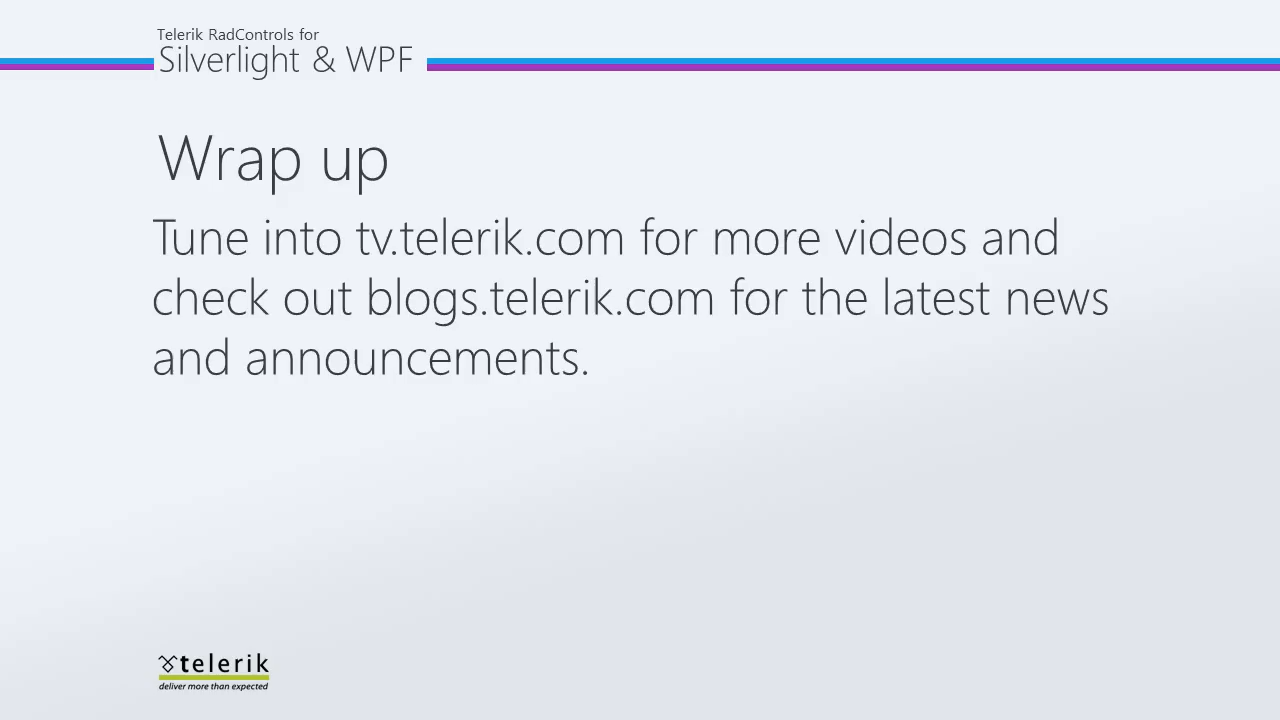 Telerik RadControls for
Silverlight & WPF
Wrap up
Tune into tv.telerik.com for more videos and
check out blogs.telerik.com for the latest news
and announcements.
telerik
deliver more than expected